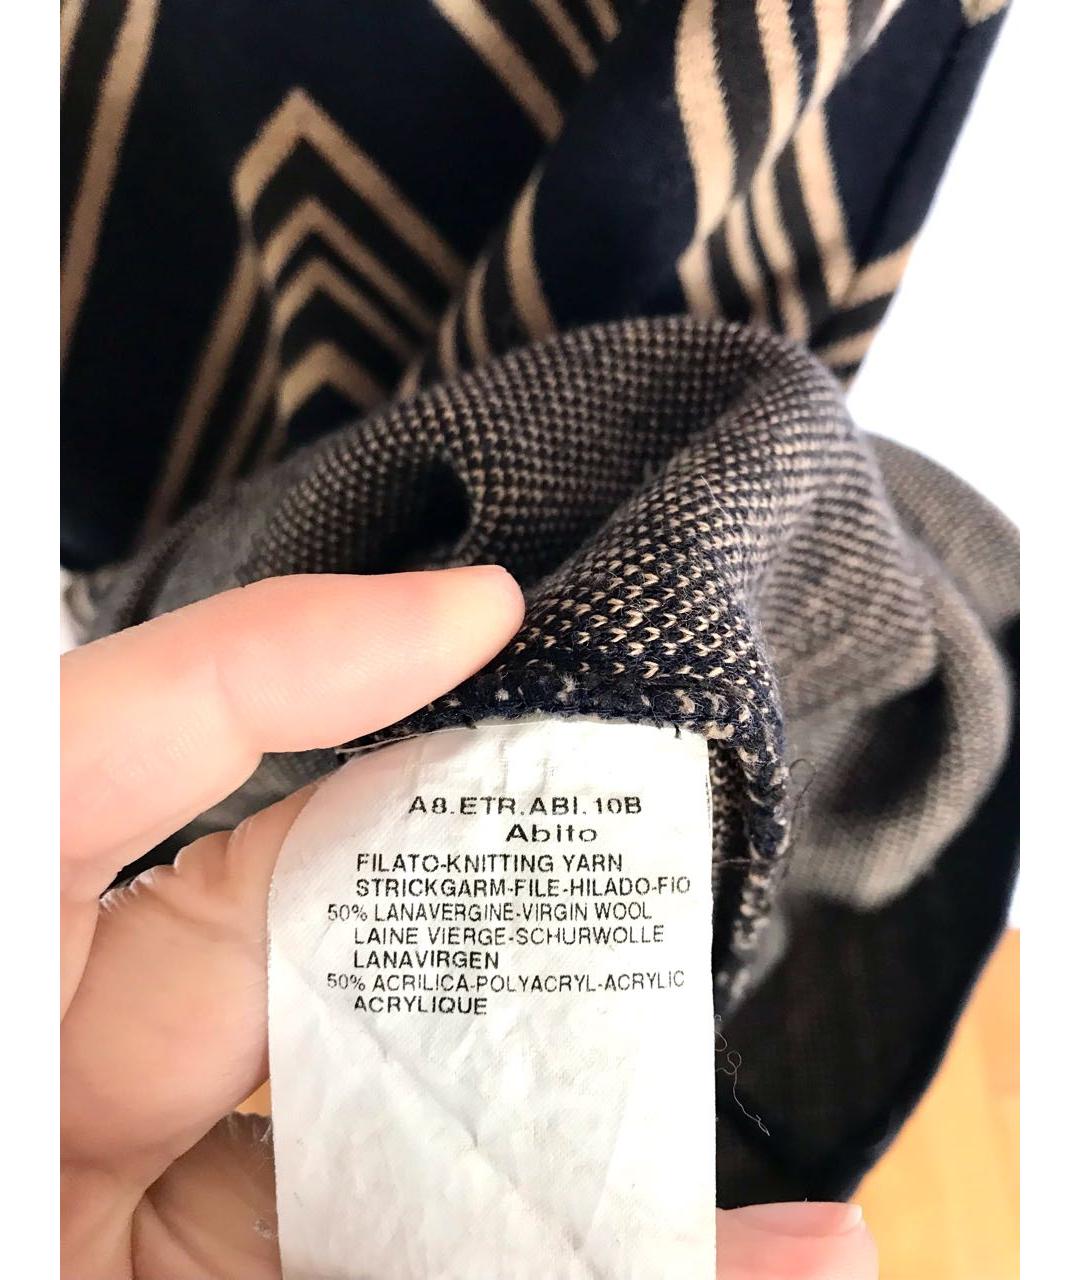 A8.ETR.ABI.10B
Abito
FILATO-KNITTING YARN
STRICKGARM-FILE-HILADO-FIO
50% LANAVERGINE-VIRGIN WOOL
LAINE VIERGE-SCHURWOLLE
LANAVIRGEN
50% ACRILICA-POLYACRYL-ACRYLIC
ACRYLIQUE